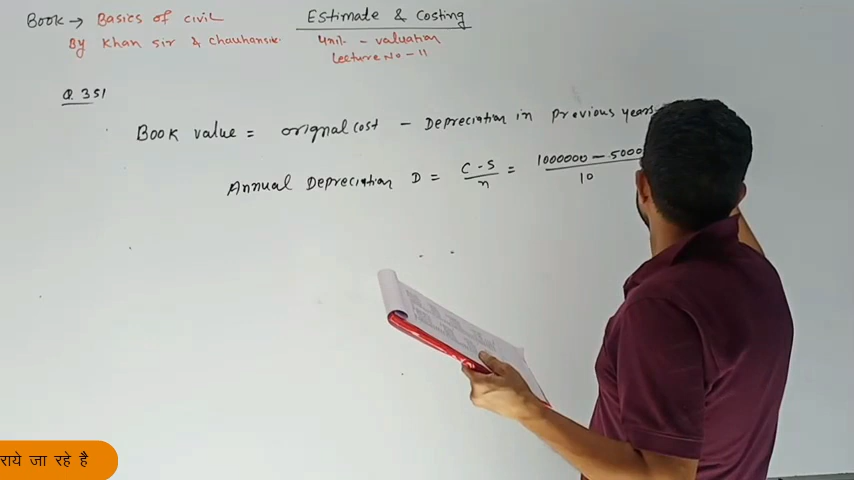 Book → Basics of civil
By Khan sir & chauhansir.
Estimate & Costing
Unit - valuation
Lecture No - 11
Q. 351
Book value = orignal cost - Depreciation in previous years
Annual Depreciation D = C - S / n = 1000000 - 5000 / 10
राये जा रहे है